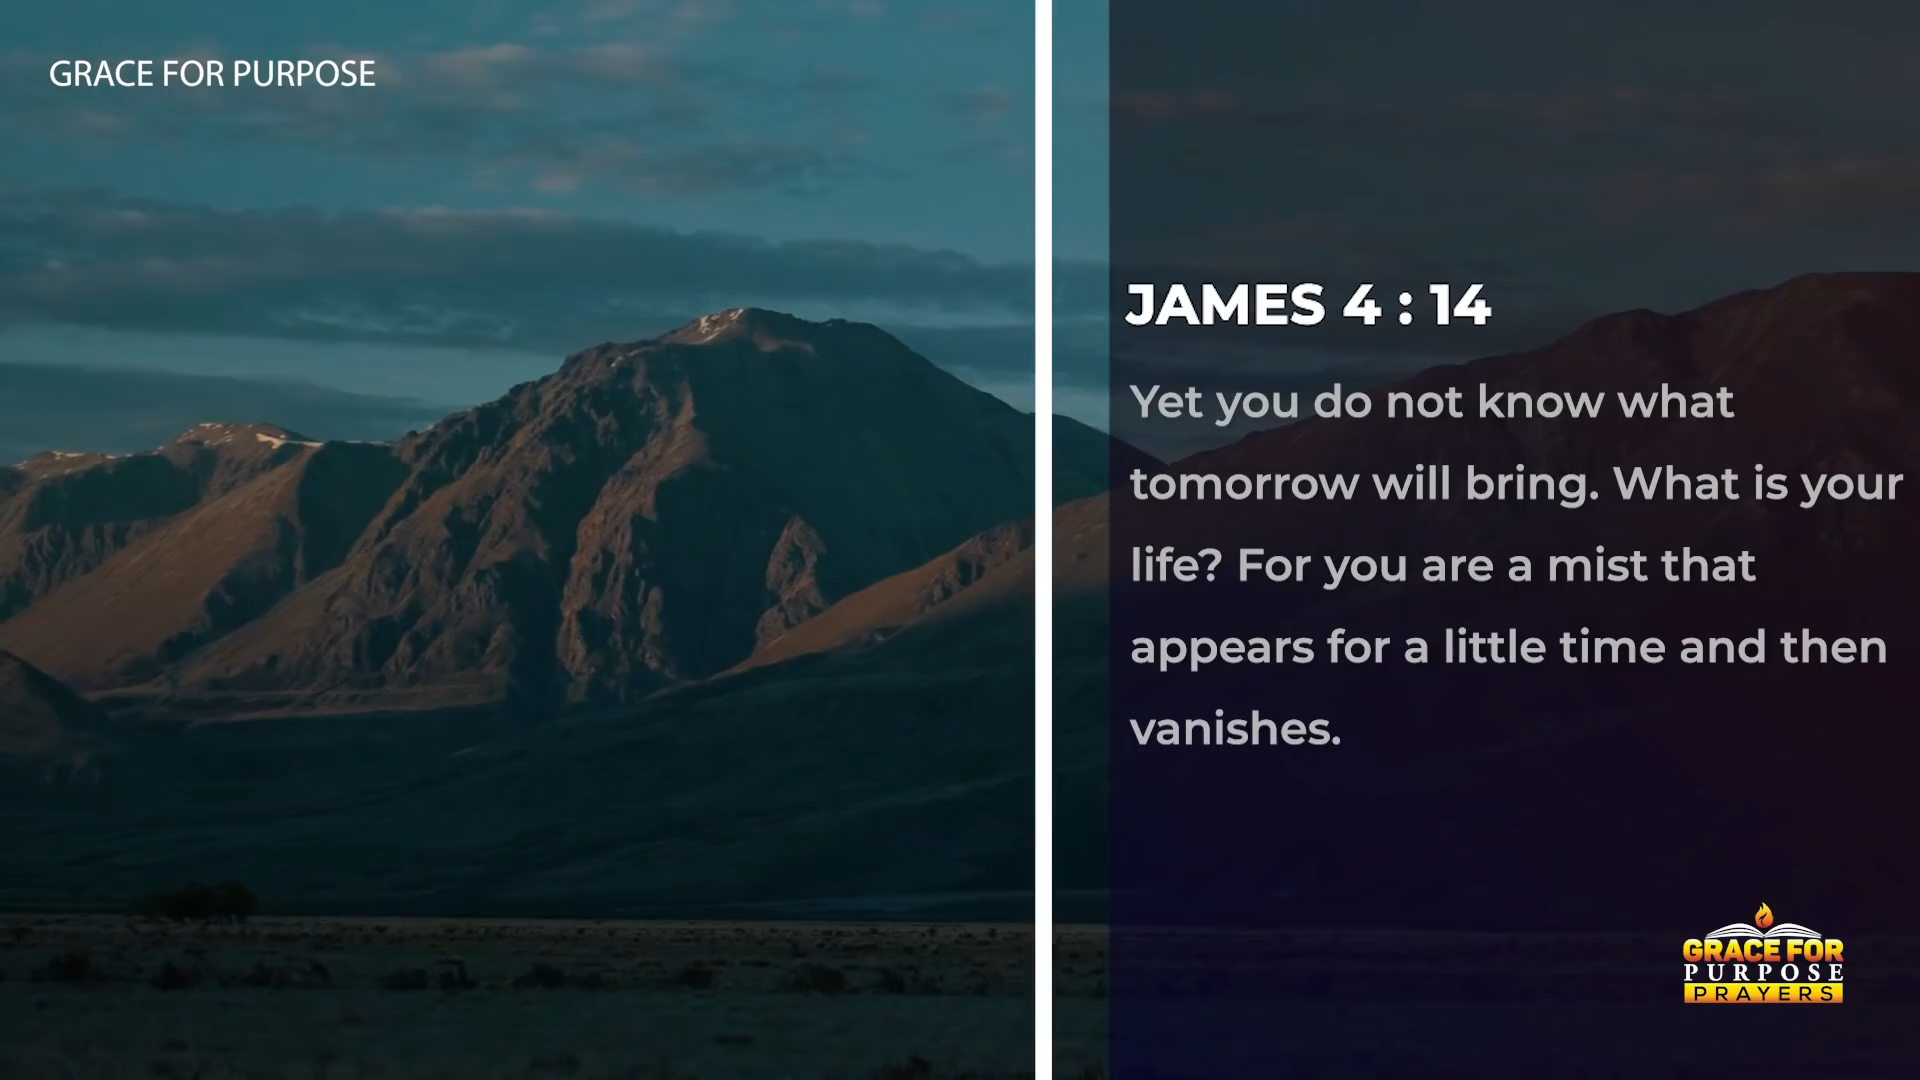 GRACE FOR PURPOSE
JAMES 4 : 14
Yet you do not know what
tomorrow will bring. What is your
life? For you are a mist that
appears for a little time and then
vanishes.
GRACE FOR
PURPOSE
PRAYERS